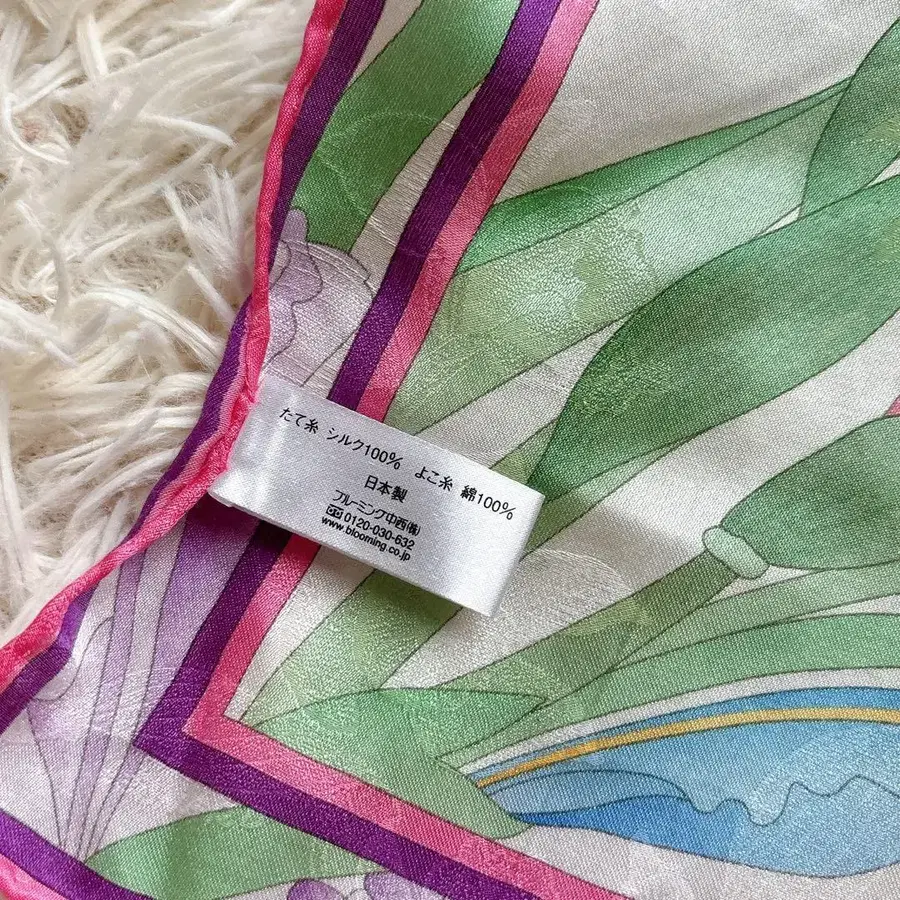 たて糸 シルク100% よこ糸 綿100%
日本製
ブルーミング中西(株)
0120-030-632
www.blooming.co.jp